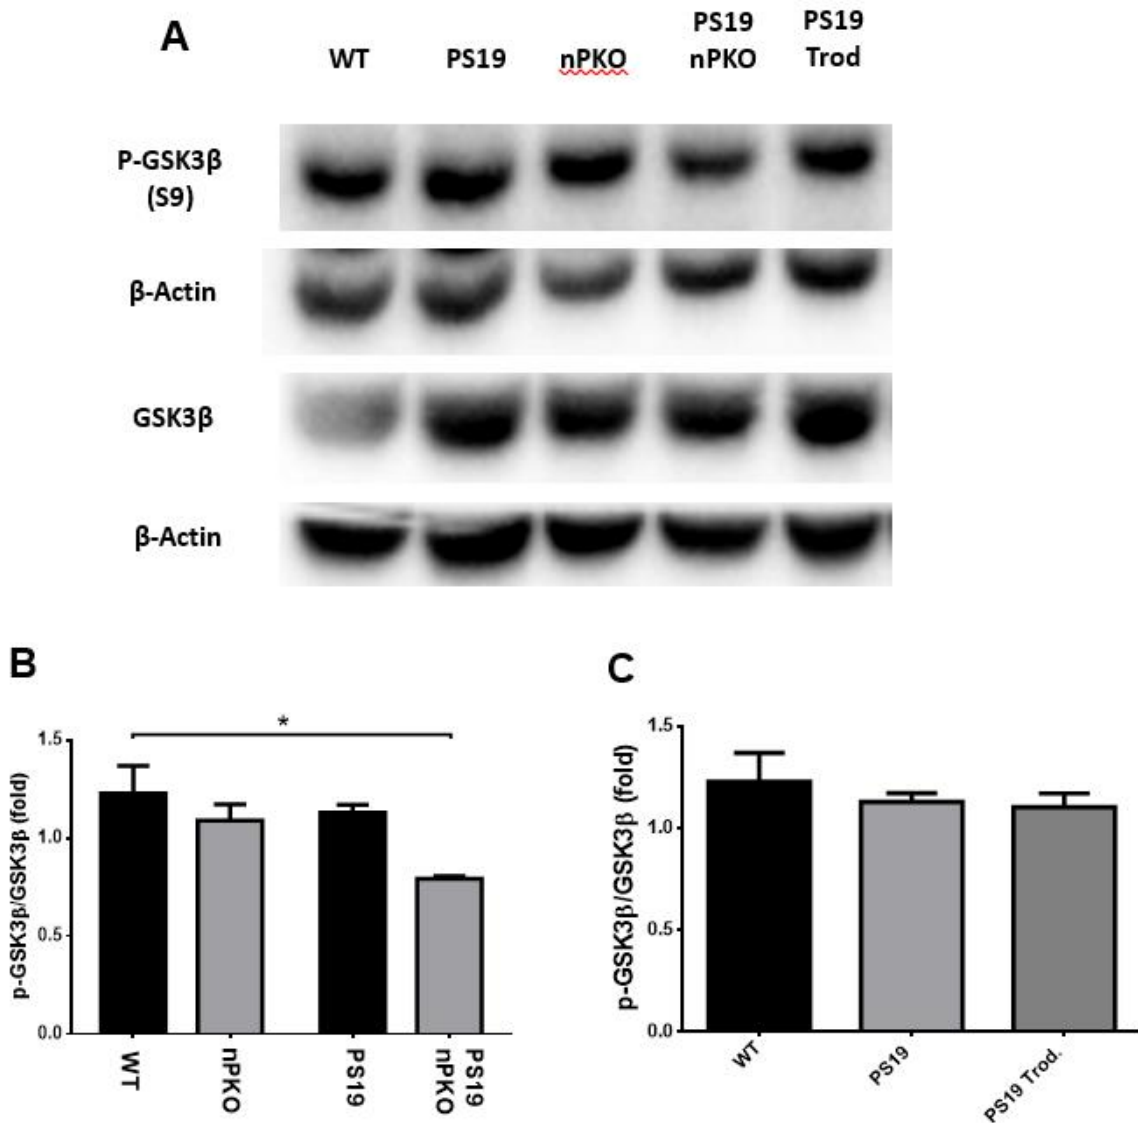 A
WT
PS19
nPKO
PS19
nPKO
PS19
Trod
P-GSK3β
(S9)
β-Actin
GSK3β
β-Actin
B
*
p-GSK3β/GSK3β (fold)
1.5
1.0
0.5
0.0
WT
nPKO
PS19
PS19
nPKO
C
p-GSK3β/GSK3β (fold)
1.5
1.0
0.5
0.0
WT
PS19
PS19 Trod.